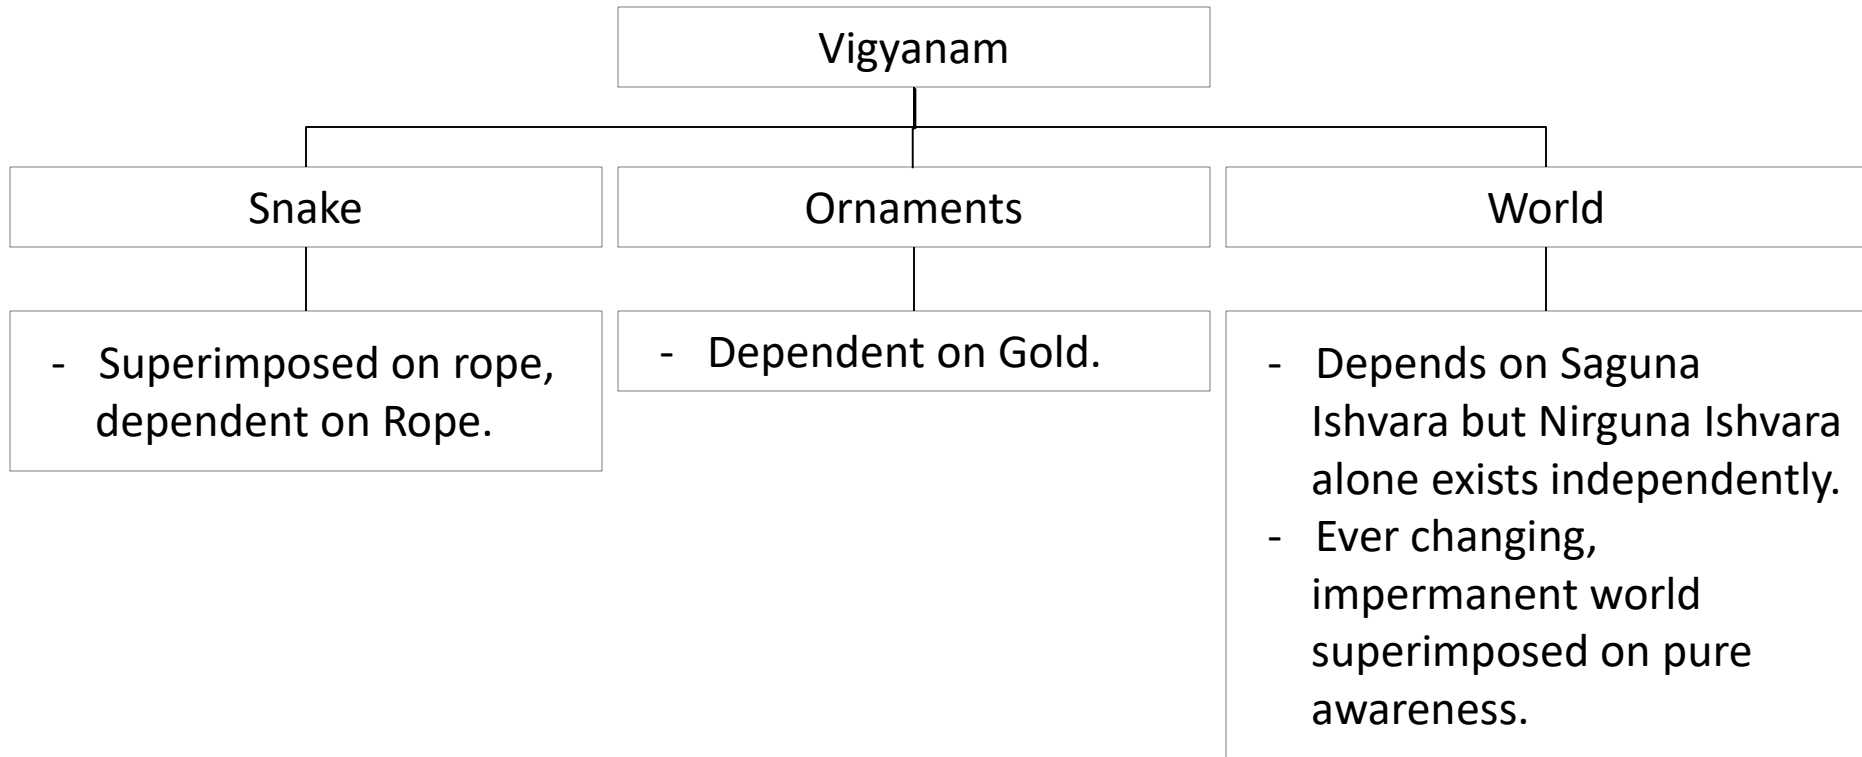 Vigyanam
Snake
Ornaments
World
- Superimposed on rope,
dependent on Rope.
- Dependent on Gold.
- Depends on Saguna
Ishvara but Nirguna Ishvara
alone exists independently.
- Ever changing,
impermanent world
superimposed on pure
awareness.